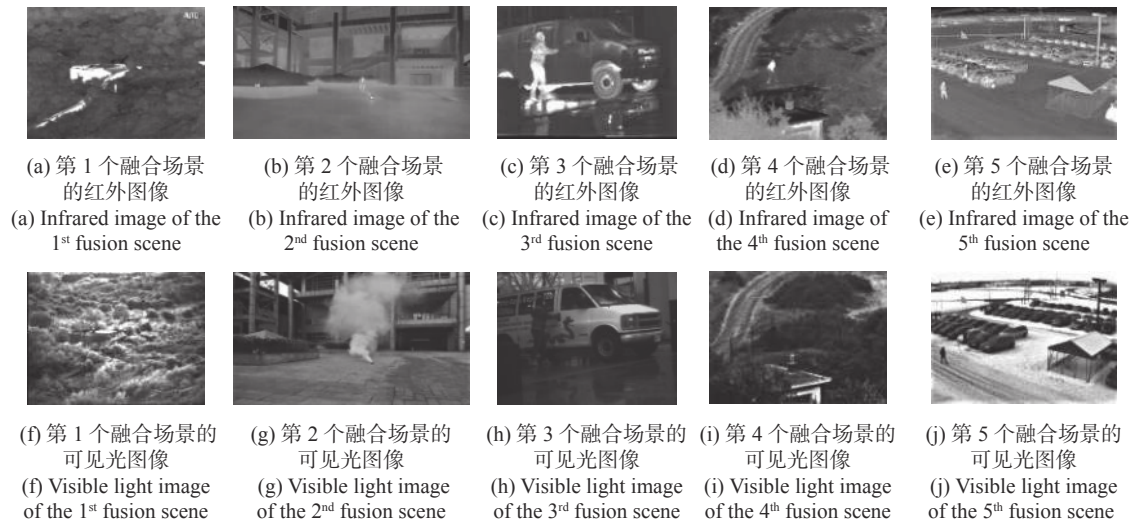 (a) 第 1 个融合场景
的红外图像
(a) Infrared image of the
1st fusion scene
(b) 第 2 个融合场景
的红外图像
(b) Infrared image of the
2nd fusion scene
(c) 第 3 个融合场景
的红外图像
(c) Infrared image of the
3rd fusion scene
(d) 第 4 个融合场景
的红外图像
(d) Infrared image of
the 4th fusion scene
(e) 第 5 个融合场景
的红外图像
(e) Infrared image of the
5th fusion scene
(f) 第 1 个融合场景的
可见光图像
(f) Visible light image
of the 1st fusion scene
(g) 第 2 个融合场景的
可见光图像
(g) Visible light image
of the 2nd fusion scene
(h) 第 3 个融合场景的
可见光图像
(h) Visible light image
of the 3rd fusion scene
(i) 第 4 个融合场景的
可见光图像
(i) Visible light image
of the 4th fusion scene
(j) 第 5 个融合场景的
可见光图像
(j) Visible light image
of the 5th fusion scene